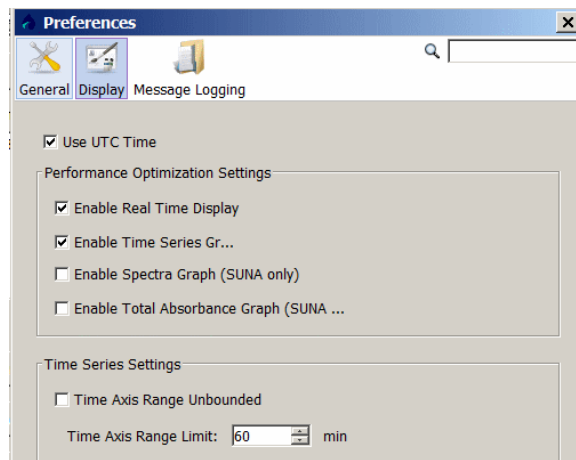 Preferences
General Display Message Logging
Use UTC Time
Performance Optimization Settings
Enable Real Time Display
Enable Time Series Gr...
Enable Spectra Graph (SUNA only)
Enable Total Absorbance Graph (SUNA ...
Time Series Settings
Time Axis Range Unbounded
Time Axis Range Limit: 60 min